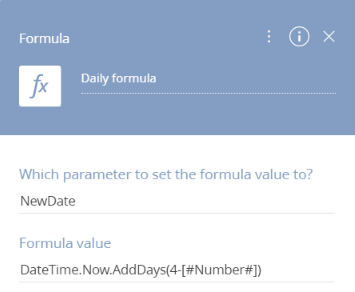 Formula
fx
Daily formula
Which parameter to set the formula value to?
NewDate
Formula value
DateTime.Now.AddDays(4-[#Number#])